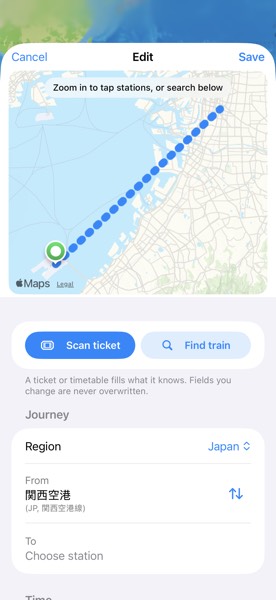 Cancel
Edit
Save
Zoom in to tap stations, or search below
Maps
Legal
Scan ticket
Find train
A ticket or timetable fills what it knows. Fields you
change are never overwritten.
Journey
Region
Japan
From
関西空港
(JP, 関西空港線)
To
Choose station
Time